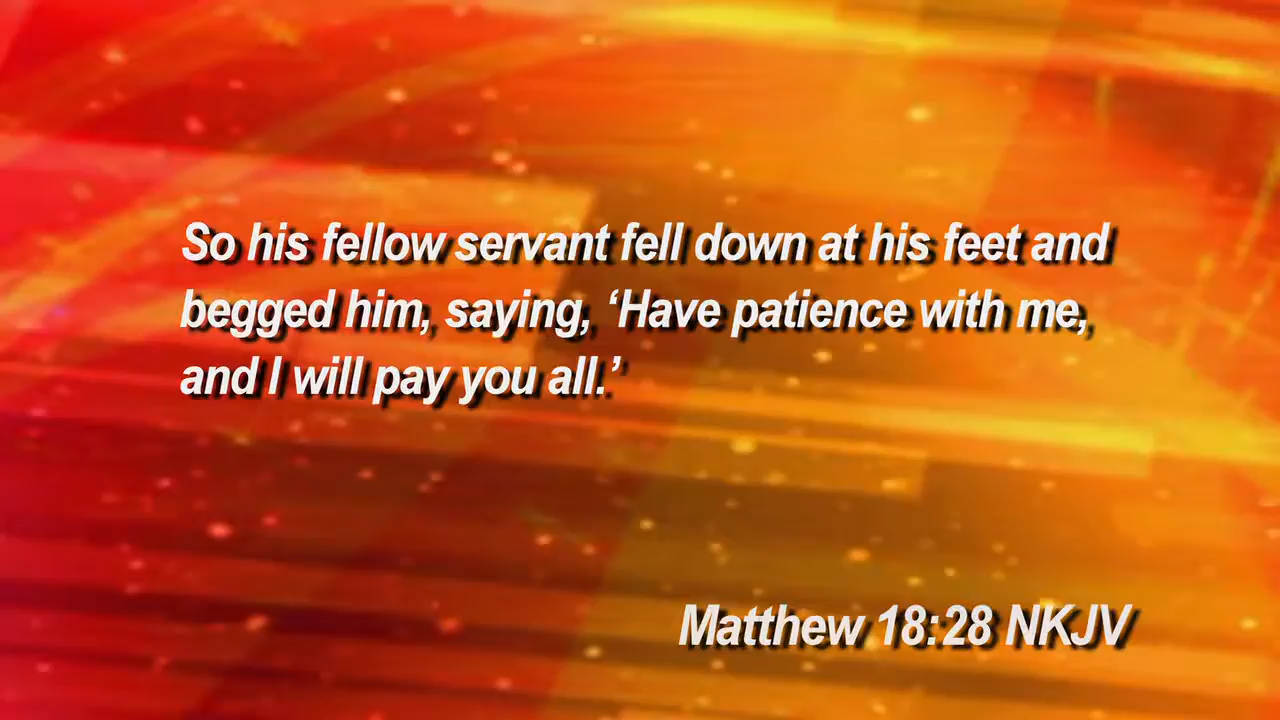 So his fellow servant fell down at his feet and
begged him, saying, ‘Have patience with me,
and I will pay you all.’
Matthew 18:28 NKJV